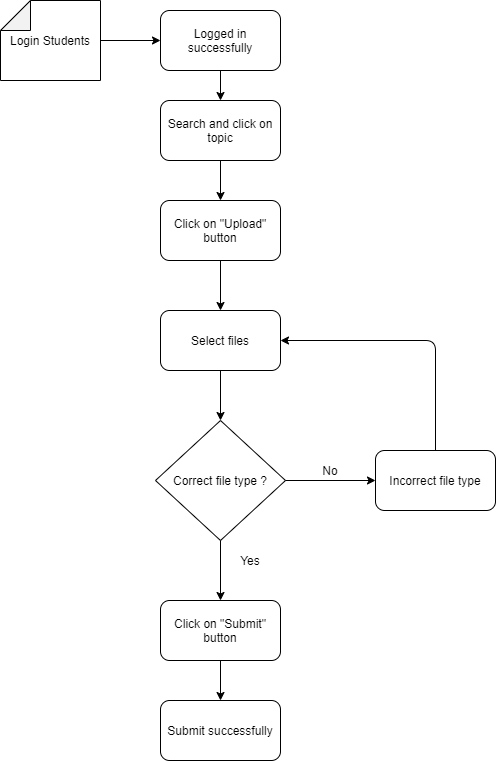 Login Students
Logged in
successfully
Search and click on
topic
Click on "Upload"
button
Select files
Correct file type ?
No
Incorrect file type
Yes
Click on "Submit"
button
Submit successfully